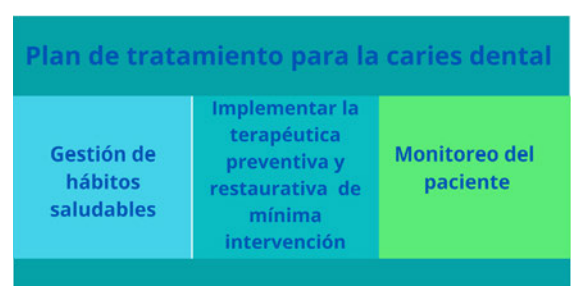 Plan de tratamiento para la caries dental
Gestión de
hábitos
saludables
Implementar la
terapéutica
preventiva y
restaurativa de
mínima
intervención
Monitoreo del
paciente